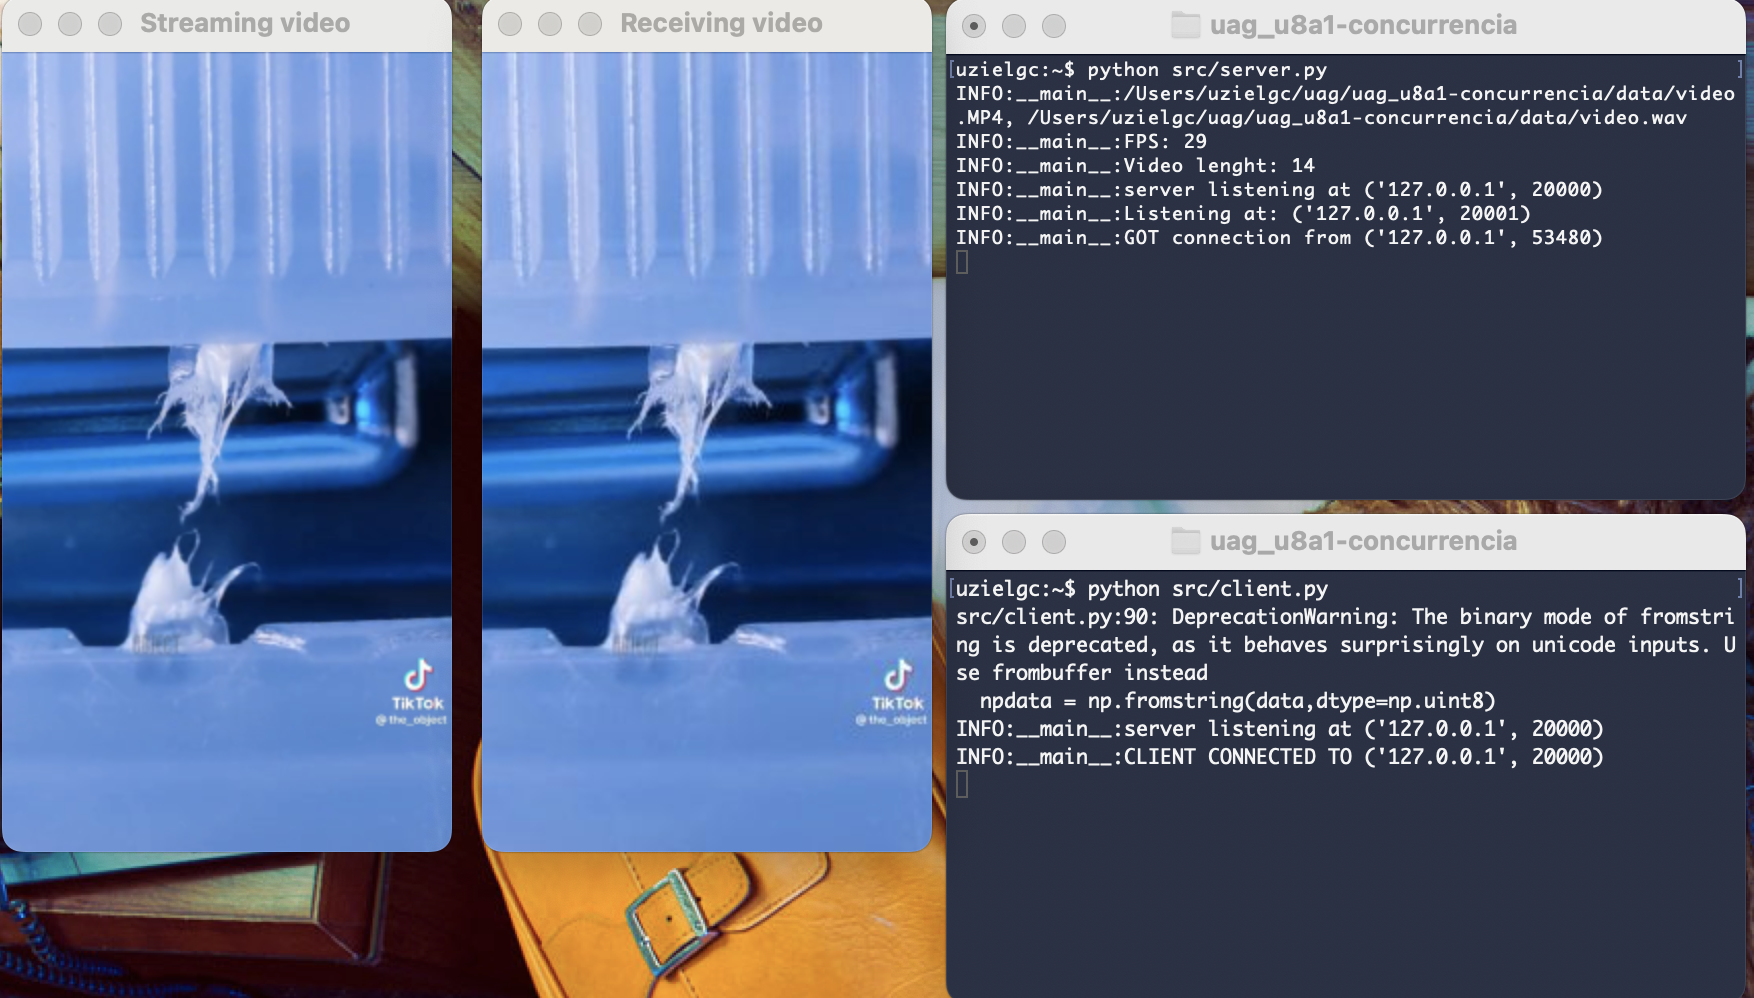 Streaming video
TikTok
@the_object
Receiving video
TikTok
@the_object
uag_u8a1-concurrencia
[uzielgc:~$ python src/server.py ]
INFO:__main__:/Users/uzielgc/uag/uag_u8a1-concurrencia/data/video
.MP4, /Users/uzielgc/uag/uag_u8a1-concurrencia/data/video.wav
INFO:__main__:FPS: 29
INFO:__main__:Video lenght: 14
INFO:__main__:server listening at ('127.0.0.1', 20000)
INFO:__main__:Listening at: ('127.0.0.1', 20001)
INFO:__main__:GOT connection from ('127.0.0.1', 53480)
uag_u8a1-concurrencia
[uzielgc:~$ python src/client.py ]
src/client.py:90: DeprecationWarning: The binary mode of fromstri
ng is deprecated, as it behaves surprisingly on unicode inputs. U
se frombuffer instead
npdata = np.fromstring(data,dtype=np.uint8)
INFO:__main__:server listening at ('127.0.0.1', 20000)
INFO:__main__:CLIENT CONNECTED TO ('127.0.0.1', 20000)